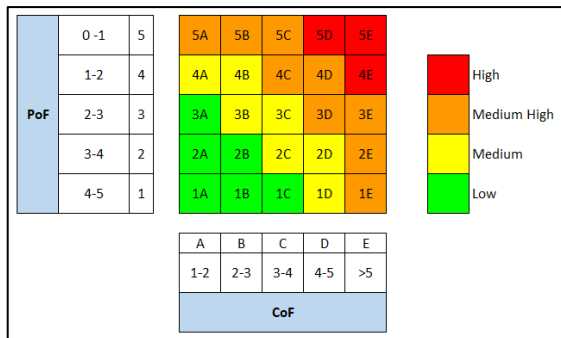 0 -1 5 5A 5B 5C 5D 5E
1-2 4 4A 4B 4C 4D 4E High
PoF 2-3 3 3A 3B 3C 3D 3E Medium High
3-4 2 2A 2B 2C 2D 2E Medium
4-5 1 1A 1B 1C 1D 1E Low
A B C D E
1-2 2-3 3-4 4-5 >5
CoF